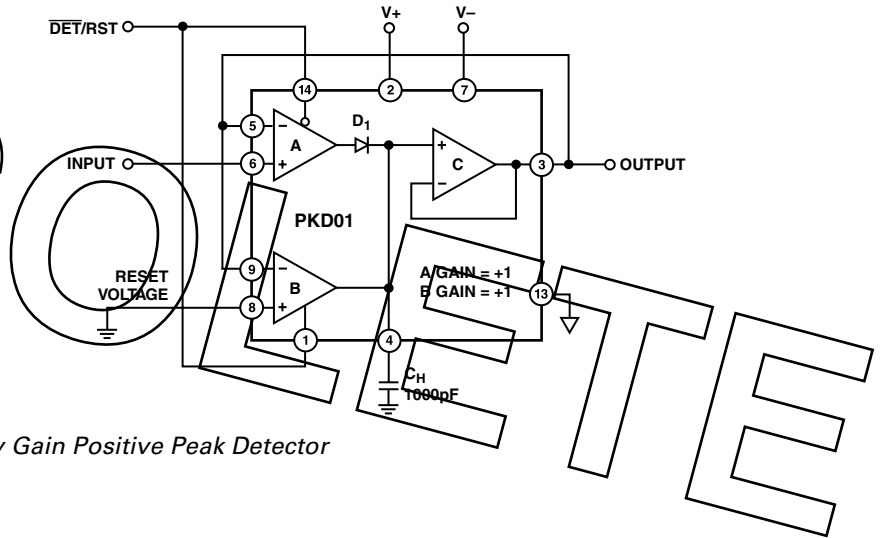 V+
V–
DET/RST
14
2
7
D1
5
–
A
+
C
–
INPUT
6
+
3
OUTPUT
PKD01
9
–
B
RESET
VOLTAGE
8
+
A GAIN = +1
B GAIN = +1
13
1
4
CH
1000pF
Gain Positive Peak Detector
OLETE